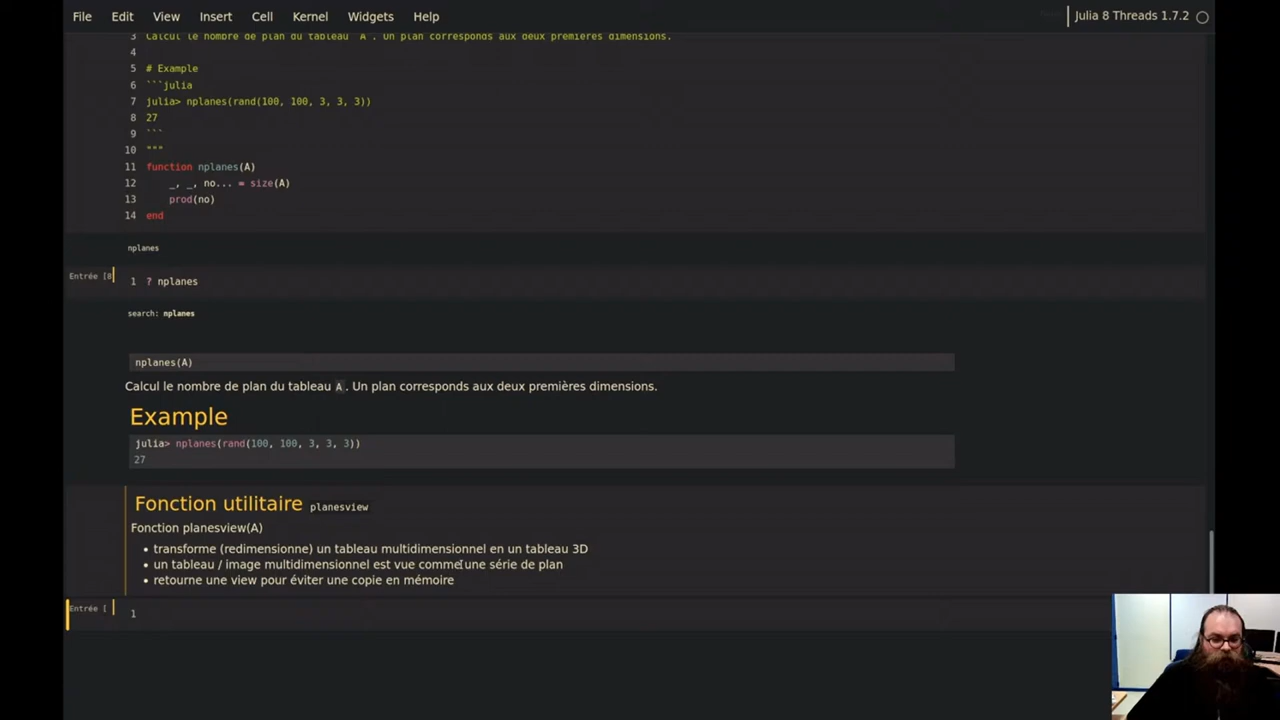 File Edit View Insert Cell Kernel Widgets Help
Julia 8 Threads 1.7.2
3 Calcul le nombre de plan du tableau `A`. Un plan corresponds aux deux premières dimensions.
4
5 # Example
6 ```julia
7 julia> nplanes(rand(100, 100, 3, 3, 3))
8 27
9 ```
10 """
11 function nplanes(A)
12 _, _, no... = size(A)
13 prod(no)
14 end
nplanes
Entrée [8
1 ? nplanes
search: nplanes
nplanes(A)
Calcul le nombre de plan du tableau A. Un plan corresponds aux deux premières dimensions.
Example
julia> nplanes(rand(100, 100, 3, 3, 3))
27
Fonction utilitaire planesview
Fonction planesview(A)
• transforme (redimensionne) un tableau multidimensionnel en un tableau 3D
• un tableau / image multidimensionnel est vue comme une série de plan
• retourne une view pour éviter une copie en mémoire
Entrée [
1